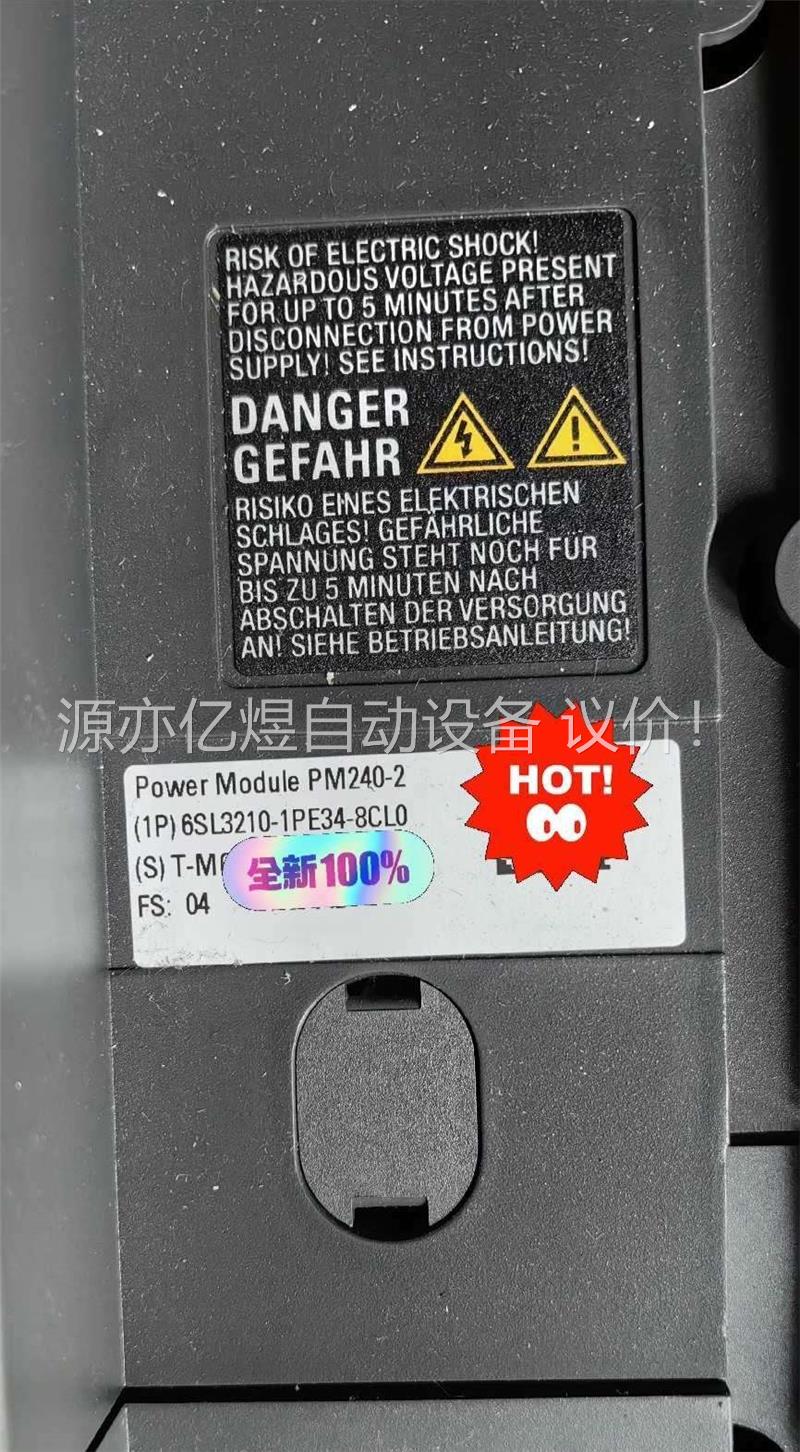 RISK OF ELECTRIC SHOCK!
HAZARDOUS VOLTAGE PRESENT
FOR UP TO 5 MINUTES AFTER
DISCONNECTION FROM POWER
SUPPLY! SEE INSTRUCTIONS!
DANGER
GEFAHR
RISIKO EINES ELEKTRISCHEN
SCHLAGES! GEFÄHRLICHE
SPANNUNG STEHT NOCH FÜR
BIS ZU 5 MINUTEN NACH
ABSCHALTEN DER VERSORGUNG
AN! SIEHE BETRIEBSANLEITUNG!
源亦亿煜自动设备 议价!
Power Module PM240-2
HOT!
(1P) 6SL3210-1PE34-8CL0
(S) T-M
全新100%
FS: 04